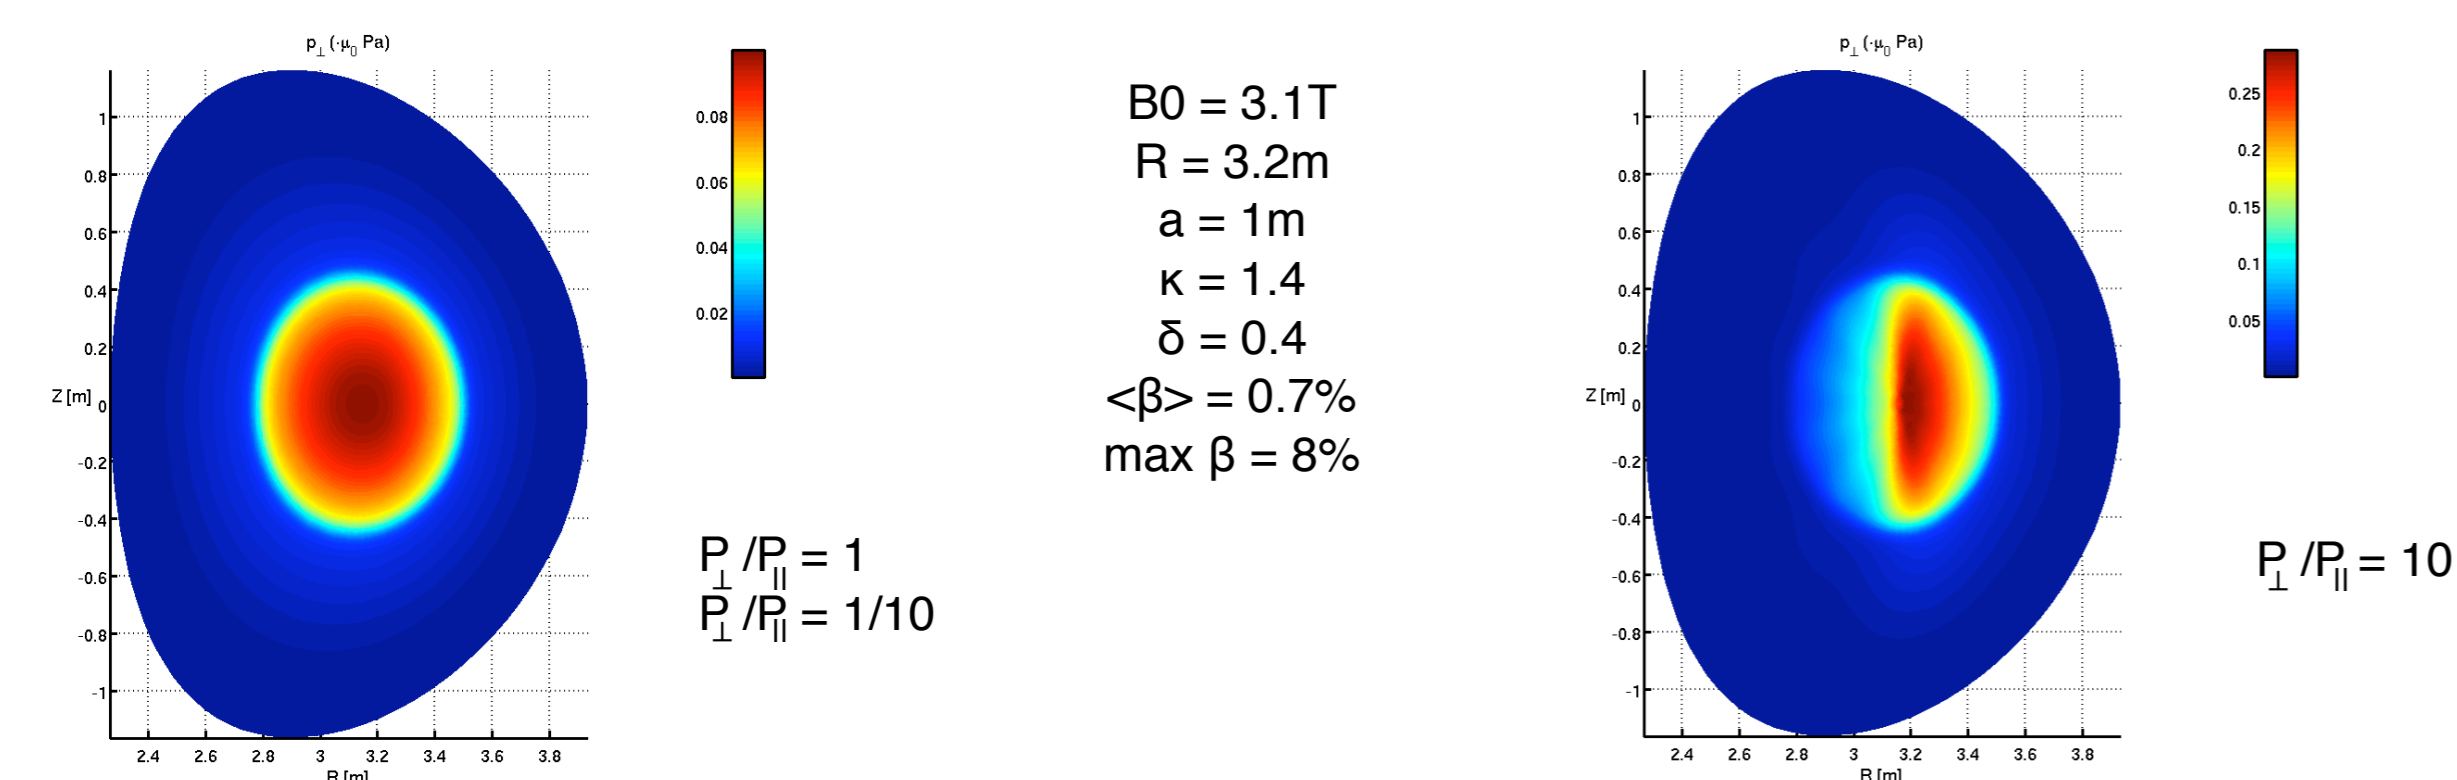 p⊥ (·μ0 Pa)
0.08
0.06
0.04
0.02
1
0.8
0.6
0.4
0.2
Z [m] 0
-0.2
-0.4
-0.6
-0.8
-1
2.4 2.6 2.8 3 3.2 3.4 3.6 3.8
R [m]
P⊥/P|| = 1
P⊥/P|| = 1/10
B0 = 3.1T
R = 3.2m
a = 1m
κ = 1.4
δ = 0.4
<β> = 0.7%
max β = 8%
p⊥ (·μ0 Pa)
0.25
0.2
0.15
0.1
0.05
1
0.8
0.6
0.4
0.2
Z [m] 0
-0.2
-0.4
-0.6
-0.8
-1
2.4 2.6 2.8 3 3.2 3.4 3.6 3.8
R [m]
P⊥/P|| = 10